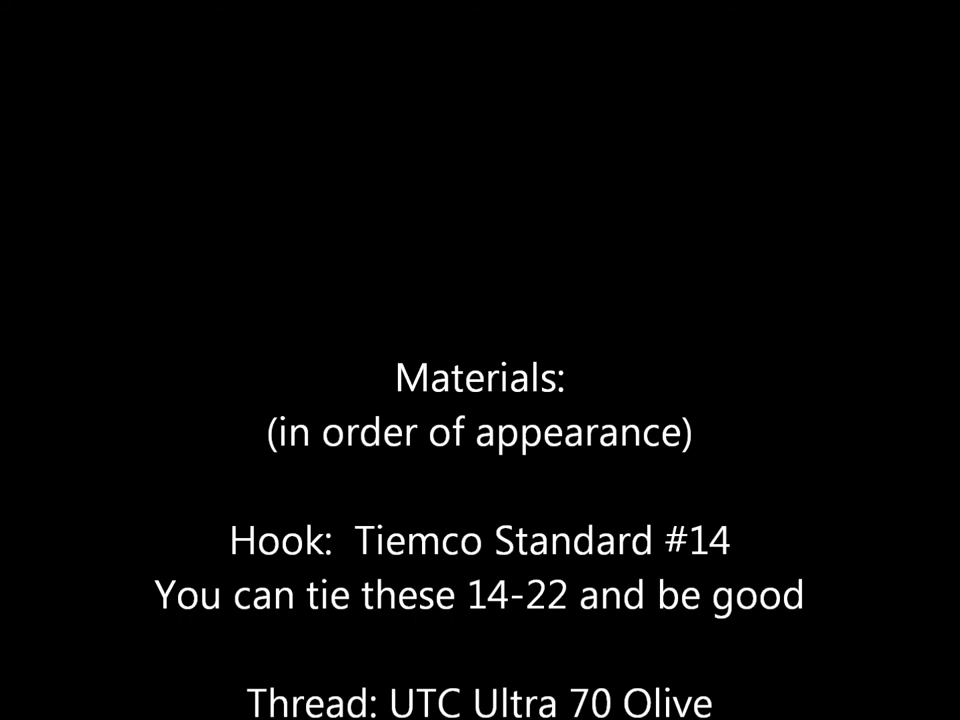 Materials:
(in order of appearance)
Hook:  Tiemco Standard #14
You can tie these 14-22 and be good
Thread: UTC Ultra 70 Olive